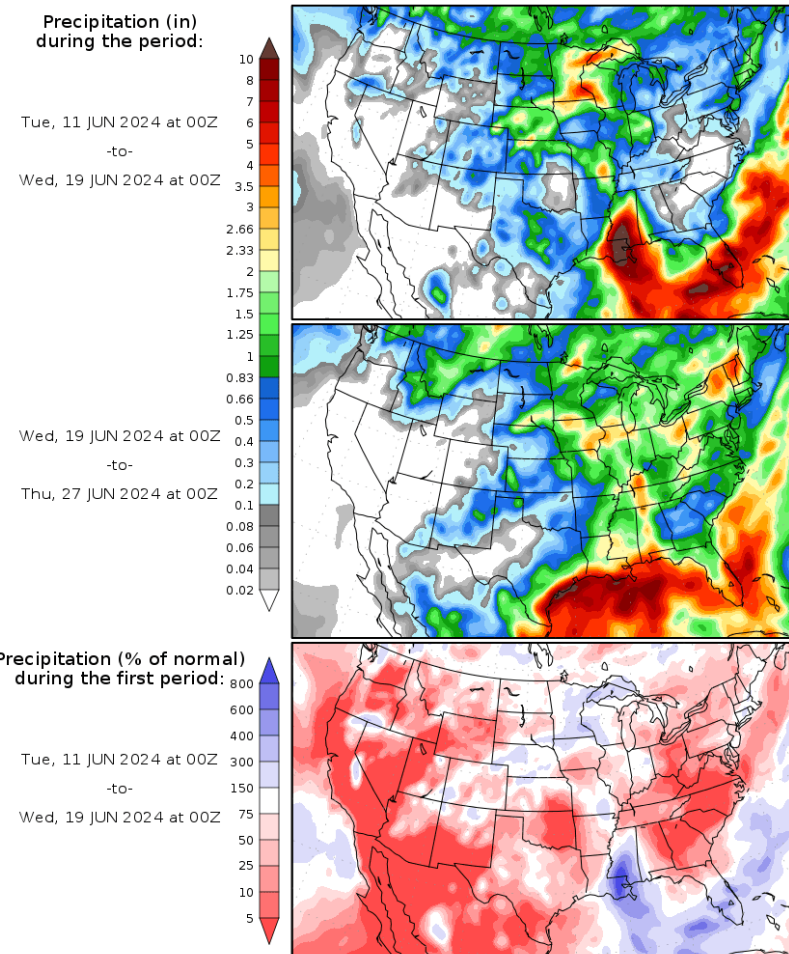 Precipitation (in)
during the period:
Tue, 11 JUN 2024 at 00Z
-to-
Wed, 19 JUN 2024 at 00Z
10
8
7
6
5
4
3.5
3
2.66
2.33
2
1.75
1.5
1.25
1
0.83
0.66
0.5
0.4
0.3
0.2
0.1
0.08
0.06
0.04
0.02
Wed, 19 JUN 2024 at 00Z
-to-
Thu, 27 JUN 2024 at 00Z
Precipitation (% of normal)
during the first period:
Tue, 11 JUN 2024 at 00Z
-to-
Wed, 19 JUN 2024 at 00Z
800
600
400
300
150
75
50
25
10
5